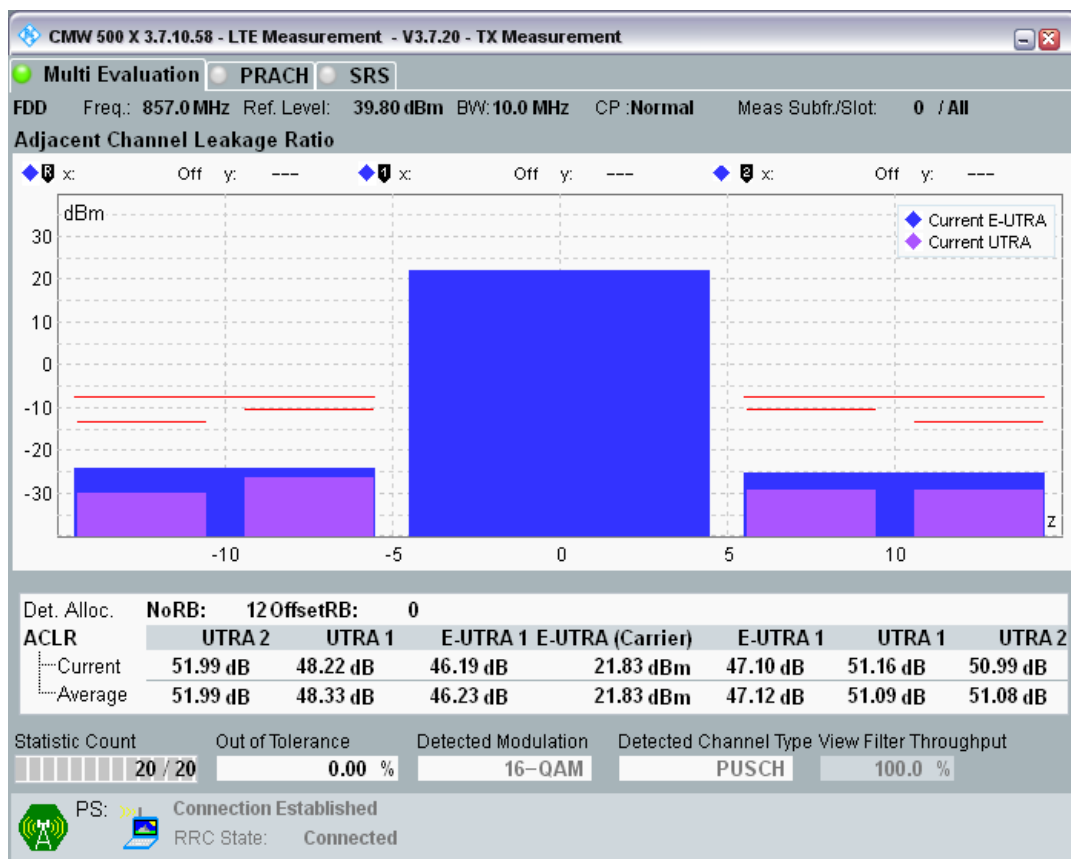 CMW 500 X 3.7.10.58 - LTE Measurement - V3.7.20 - TX Measurement
Multi Evaluation PRACH SRS
FDD Freq.: 857.0 MHz Ref. Level: 39.80 dBm BW: 10.0 MHz CP :Normal Meas Subfr./Slot: 0 / All
Adjacent Channel Leakage Ratio
R x: Off y: --- 1 x: Off y: --- 2 x: Off y: ---
dBm
Current E-UTRA
Current UTRA
30
20
10
0
-10
-20
-30
z
-10 -5 0 5 10
Det. Alloc. NoRB: 12 OffsetRB: 0
ACLR UTRA 2 UTRA 1 E-UTRA 1 E-UTRA (Carrier) E-UTRA 1 UTRA 1 UTRA 2
Current 51.99 dB 48.22 dB 46.19 dB 21.83 dBm 47.10 dB 51.16 dB 50.99 dB
Average 51.99 dB 48.33 dB 46.23 dB 21.83 dBm 47.12 dB 51.09 dB 51.08 dB
Statistic Count Out of Tolerance Detected Modulation Detected Channel Type View Filter Throughput
20 / 20 0.00 % 16-QAM PUSCH 100.0 %
PS: Connection Established
RRC State: Connected